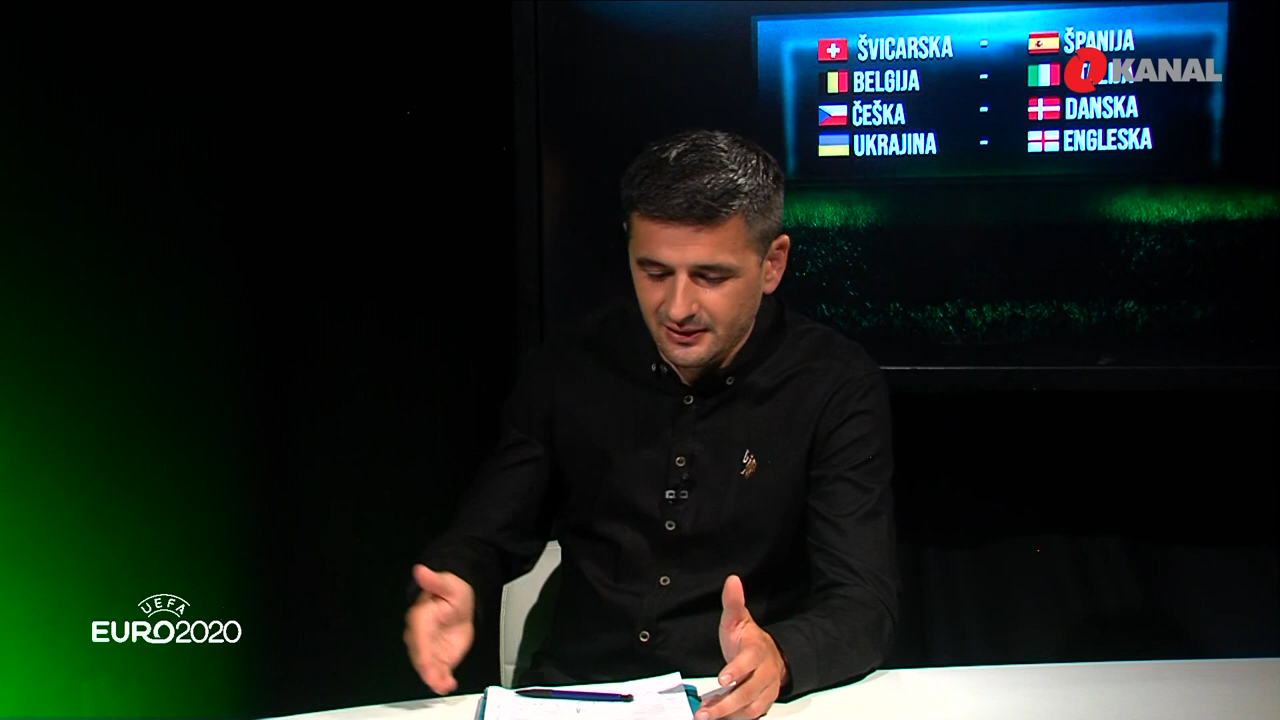 ŠVICARSKA - ŠPANIJA
BELGIJA -
KANAL
ČEŠKA - DANSKA
UKRAJINA - ENGLESKA
UEFA
EURO2020